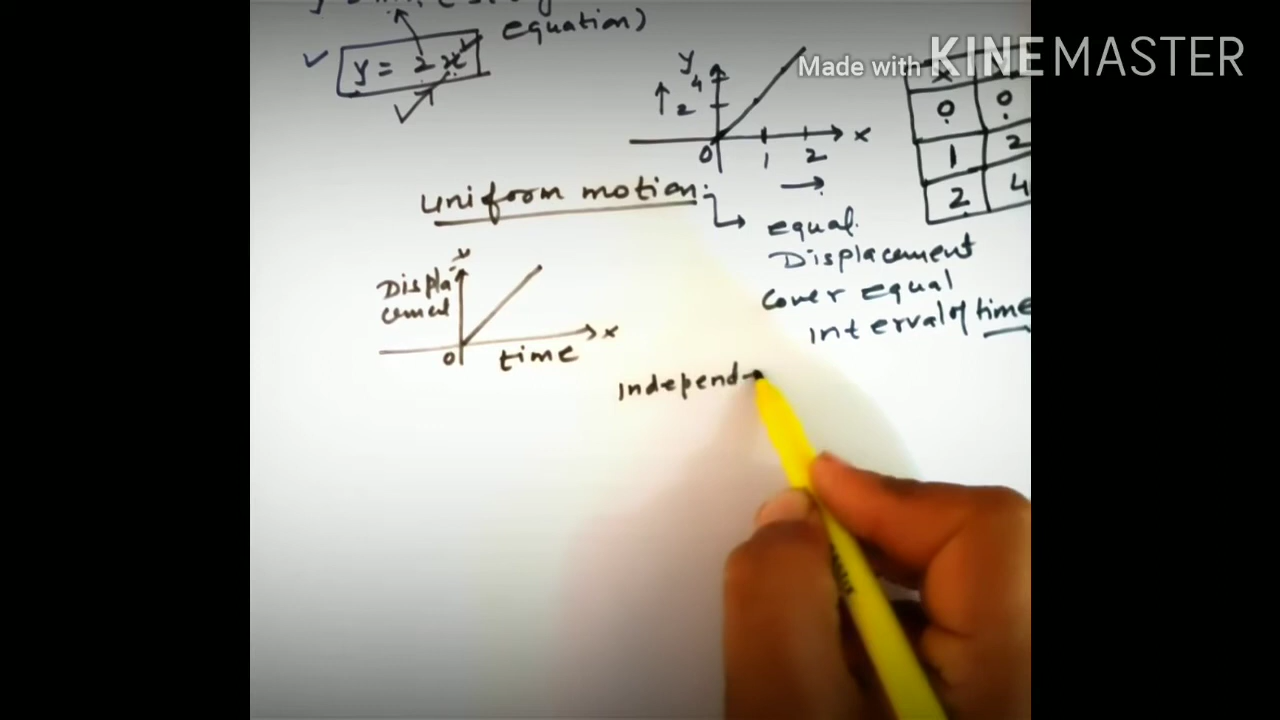 equation)
y = 2x¹
Made with KINEMASTER
y
4
2
0
1
2
x
x
0 0
1 2
2 4
uniform motion:
equal
Displacement
cover equal
interval of time
Displa-
cement
y
0
time
x
Independ-